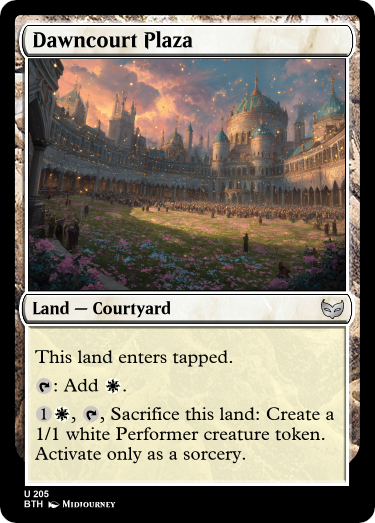 Dawncourt Plaza
Land — Courtyard
This land enters tapped.
: Add .
1 , , Sacrifice this land: Create a
1/1 white Performer creature token.
Activate only as a sorcery.
U 205
BTH Midjourney